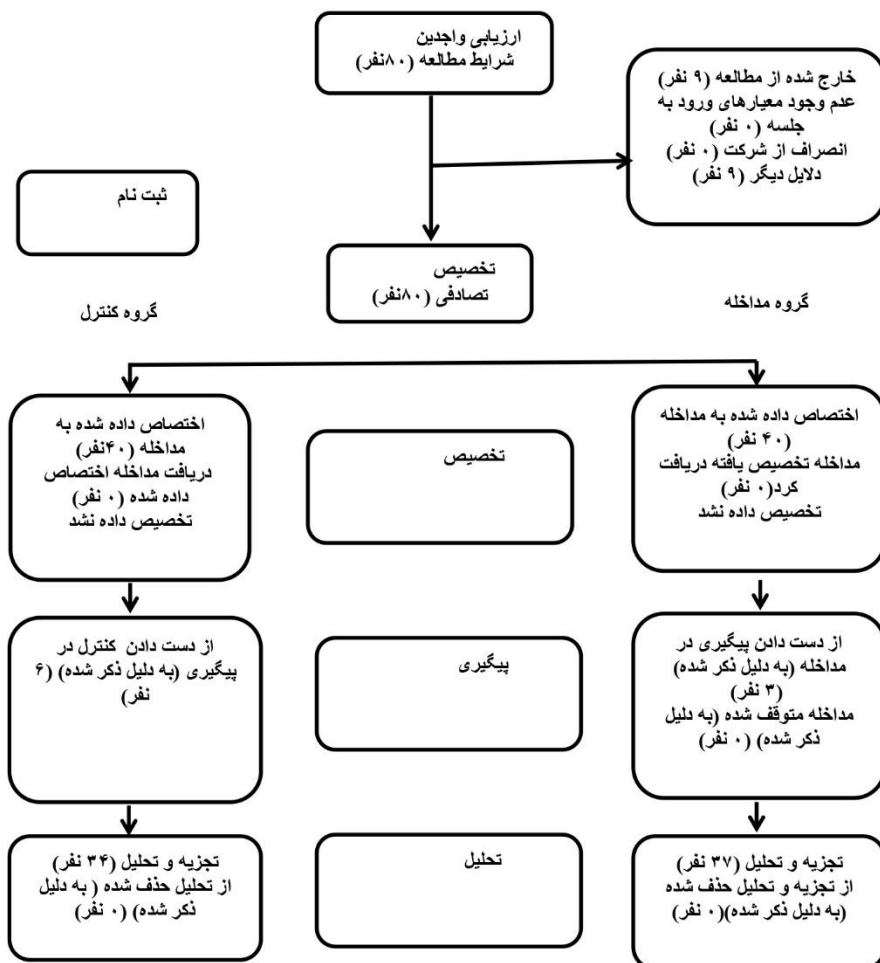 ارزیابی واجدین
شرایط مطالعه (۸۰نفر)
خارج شده از مطالعه (۹ نفر)
عدم وجود معیارهای ورود به
جلسه (۰ نفر)
انصراف از شرکت (۰ نفر)
دلایل دیگر (۹ نفر)
ثبت نام
تخصیص
تصادفی (۸۰نفر)
گروه مداخله
گروه کنترل
اختصاص داده شده به مداخله
(۴۰ نفر)
مداخله تخصیص یافته دریافت
کرد(۰ نفر)
تخصیص داده نشد
تخصیص
اختصاص داده شده به
مداخله (۴۰نفر)
دریافت مداخله اختصاص
داده شده (۰ نفر)
تخصیص داده نشد
از دست دادن پیگیری در
مداخله (به دلیل ذکر شده)
(۳ نفر)
مداخله متوقف شده (به دلیل
ذکر شده) (۰ نفر)
پیگیری
از دست دادن کنترل در
پیگیری (به دلیل ذکر شده) (۶
نفر)
تجزیه و تحلیل (۳۷ نفر)
از تجزیه و تحلیل حذف شده
(به دلیل ذکر شده)(۰ نفر)
تحلیل
تجزیه و تحلیل (۳۴ نفر)
از تحلیل حذف شده ( به دلیل
ذکر شده) (۰ نفر)